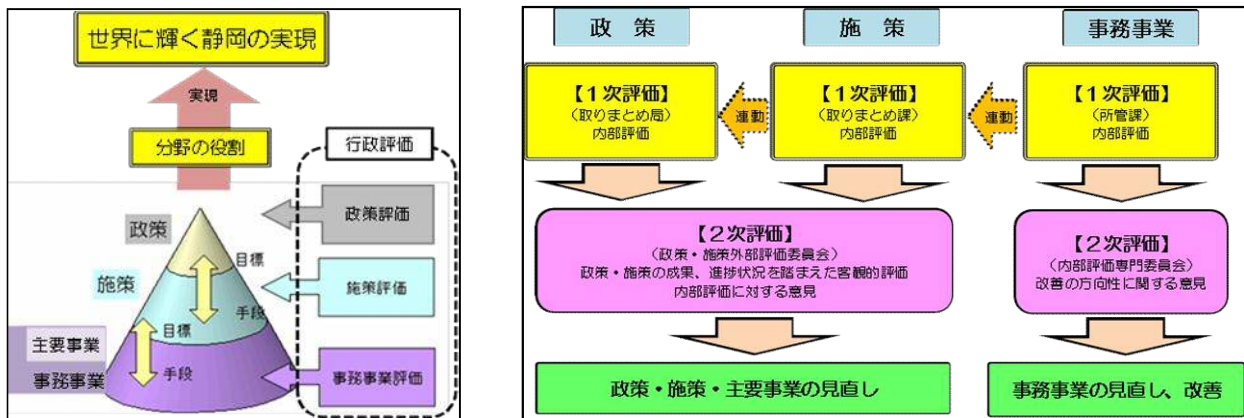 世界に輝く静岡の実現
実現
分野の役割
行政評価
政策評価
政策
目標
施策
施策評価
手段
目標
主要事業
手段
事務事業
事務事業評価
政 策
施 策
事務事業
【1次評価】
(取りまとめ局)
内部評価
連動
【1次評価】
(取りまとめ課)
内部評価
連動
【1次評価】
(所管課)
内部評価
【2次評価】
(政策・施策外部評価委員会)
政策・施策の成果、進捗状況を踏まえた客観的評価
内部評価に対する意見
【2次評価】
(内部評価専門委員会)
改善の方向性に関する意見
政策・施策・主要事業の見直し
事務事業の見直し、改善